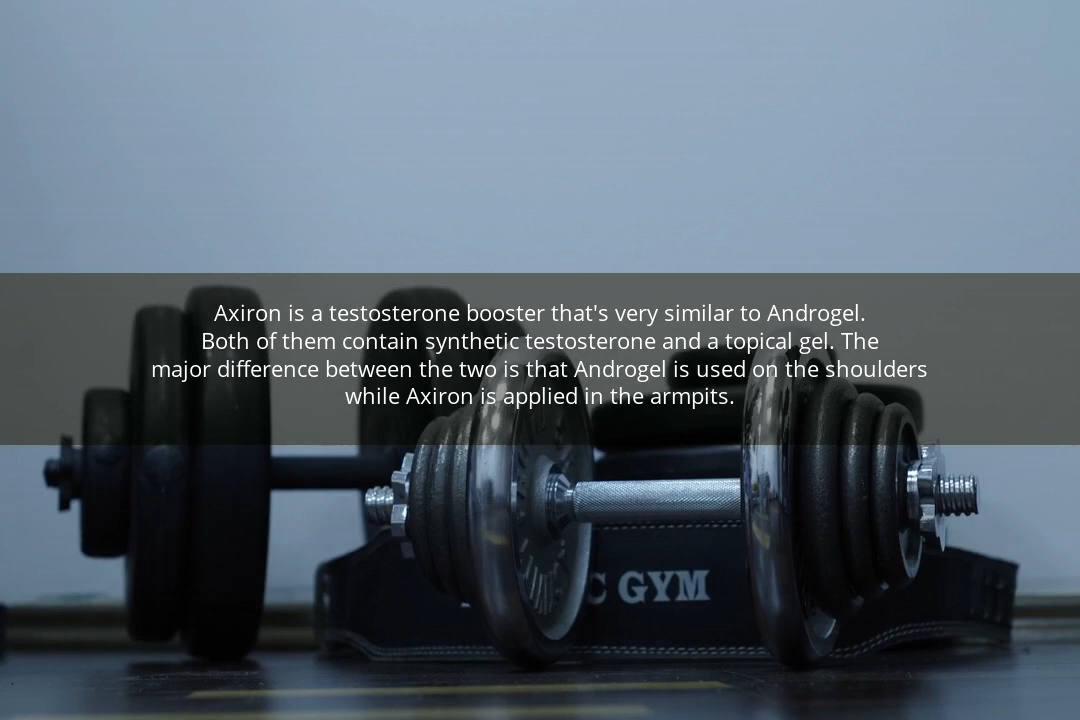 Axiron is a testosterone booster that's very similar to Androgel.
Both of them contain synthetic testosterone and a topical gel. The
major difference between the two is that Androgel is used on the shoulders
while Axiron is applied in the armpits.
C GYM